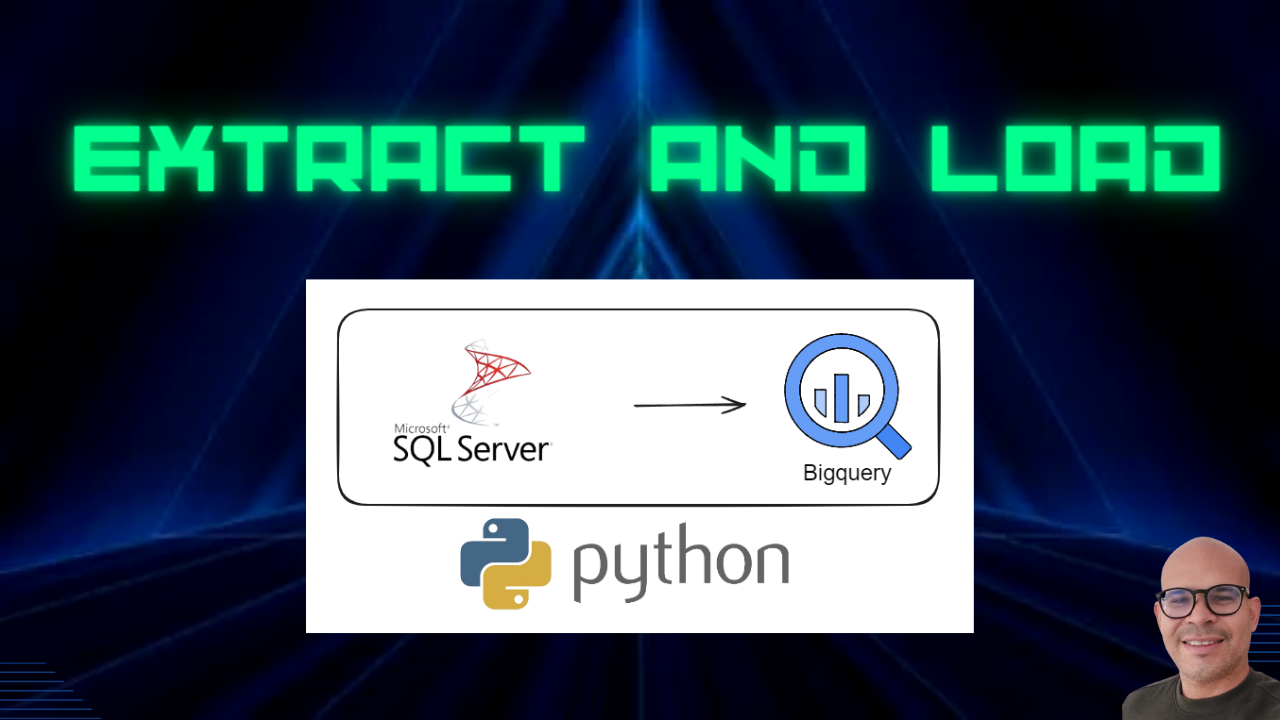 EXTRACT AND LOAD
Microsoft®
SQL Server
Bigquery
python